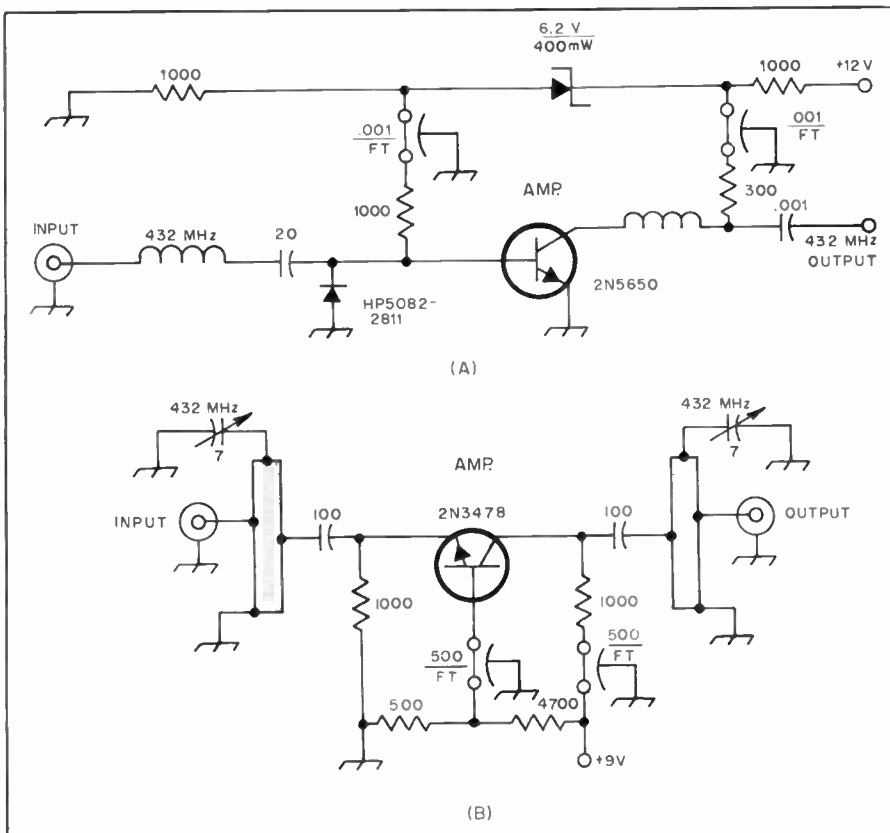 6.2 V
400mW
1000
1000
+12V
.001
FT
.001
FT
AMP.
300
1000
.001
INPUT
432 MHz
20
432 MHz
OUTPUT
2N5650
HP5082-
2811
(A)
432 MHz
7
432 MHz
7
AMP.
INPUT
100
2N3478
100
OUTPUT
1000
1000
500
FT
500
FT
500
4700
+9V
(B)